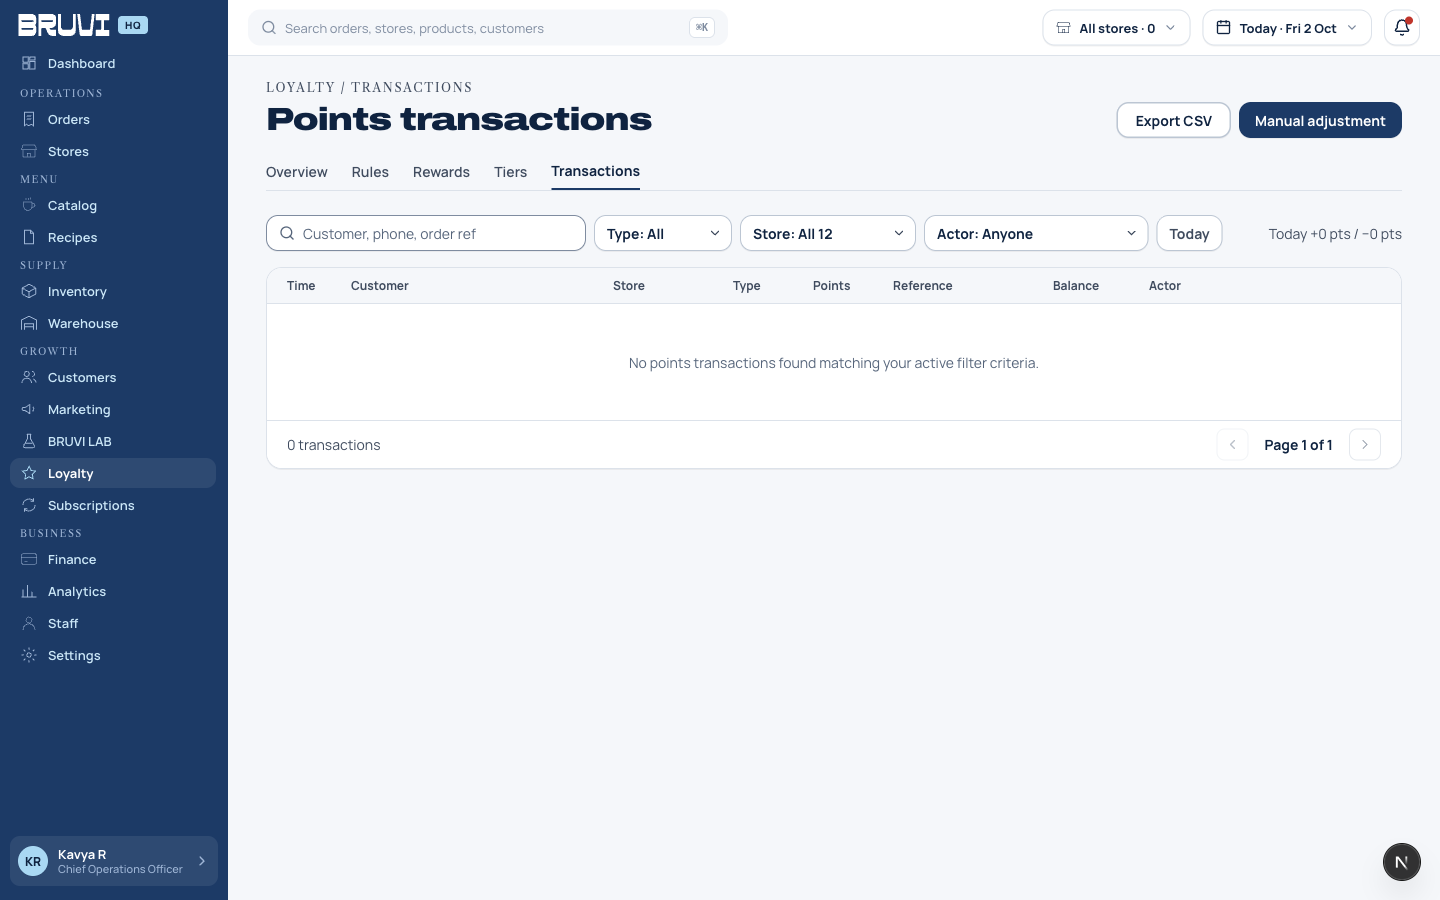 BRUVI HQ
Search orders, stores, products, customers ⌘K
All stores · 0
Today · Fri 2 Oct
Dashboard
OPERATIONS
Orders
Stores
MENU
Catalog
Recipes
SUPPLY
Inventory
Warehouse
GROWTH
Customers
Marketing
BRUVI LAB
Loyalty
Subscriptions
BUSINESS
Finance
Analytics
Staff
Settings
KR
Kavya R
Chief Operations Officer
LOYALTY / TRANSACTIONS
Points transactions
Export CSV
Manual adjustment
Overview Rules Rewards Tiers Transactions
Customer, phone, order ref
Type: All
Store: All 12
Actor: Anyone
Today
Today +0 pts / −0 pts
Time Customer Store Type Points Reference Balance Actor
No points transactions found matching your active filter criteria.
0 transactions
Page 1 of 1
N